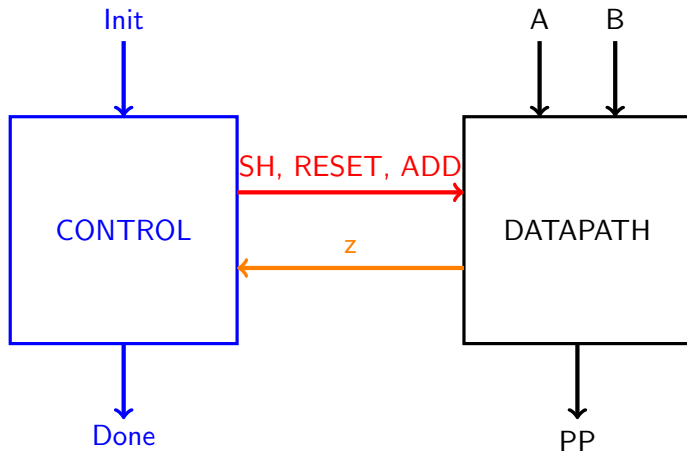 Init
A B
SH, RESET, ADD
CONTROL
DATAPATH
z
Done
PP